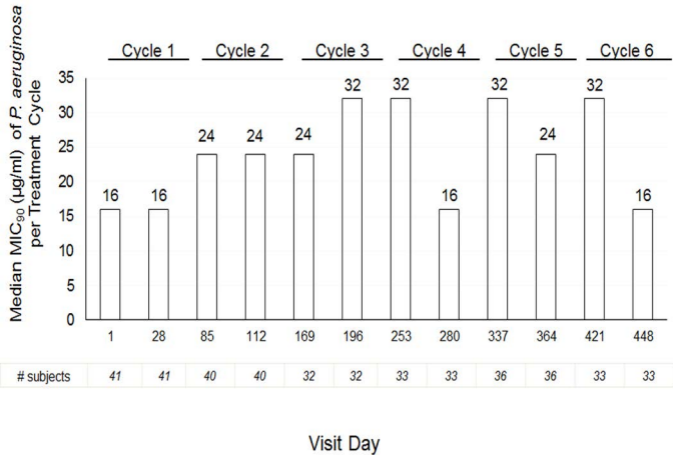 Cycle 1 Cycle 2 Cycle 3 Cycle 4 Cycle 5 Cycle 6
Median MIC90 (µg/ml) of P. aeruginosa
per Treatment Cycle
35
30
25
20
15
10
5
0
16 16 24 24 24 32 32 16 32 24 32 16
1 28 85 112 169 196 253 280 337 364 421 448
# subjects 41 41 40 40 32 32 33 33 36 36 33 33
Visit Day